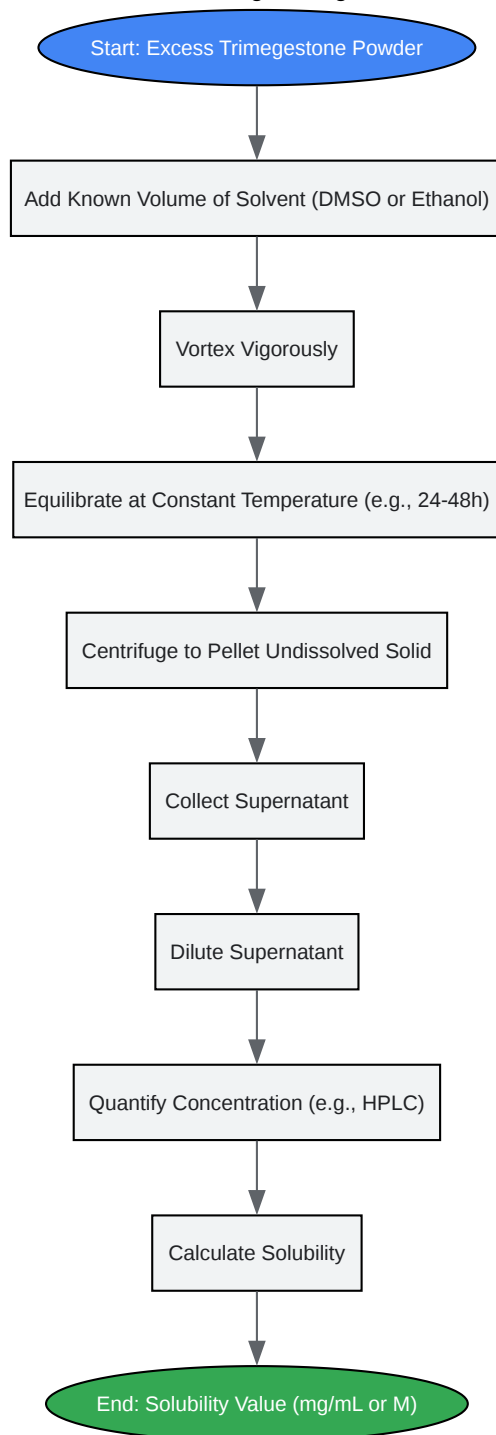 Start: Excess Trimegestone Powder
Add Known Volume of Solvent (DMSO or Ethanol)
Vortex Vigorously
Equilibrate at Constant Temperature (e.g., 24-48h)
Centrifuge to Pellet Undissolved Solid
Collect Supernatant
Dilute Supernatant
Quantify Concentration (e.g., HPLC)
Calculate Solubility
End: Solubility Value (mg/mL or M)